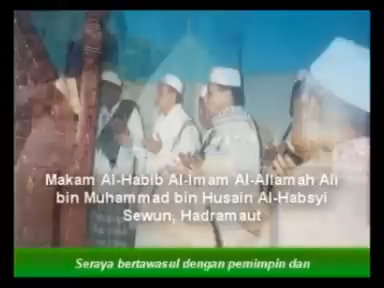 Makam Al-Habib Al-Imam Al-Allamah Ali
bin Muhammad bin Husain Al-Habsyi
Sewun, Hadramaut
Seraya bertawasul dengan pemimpin dan